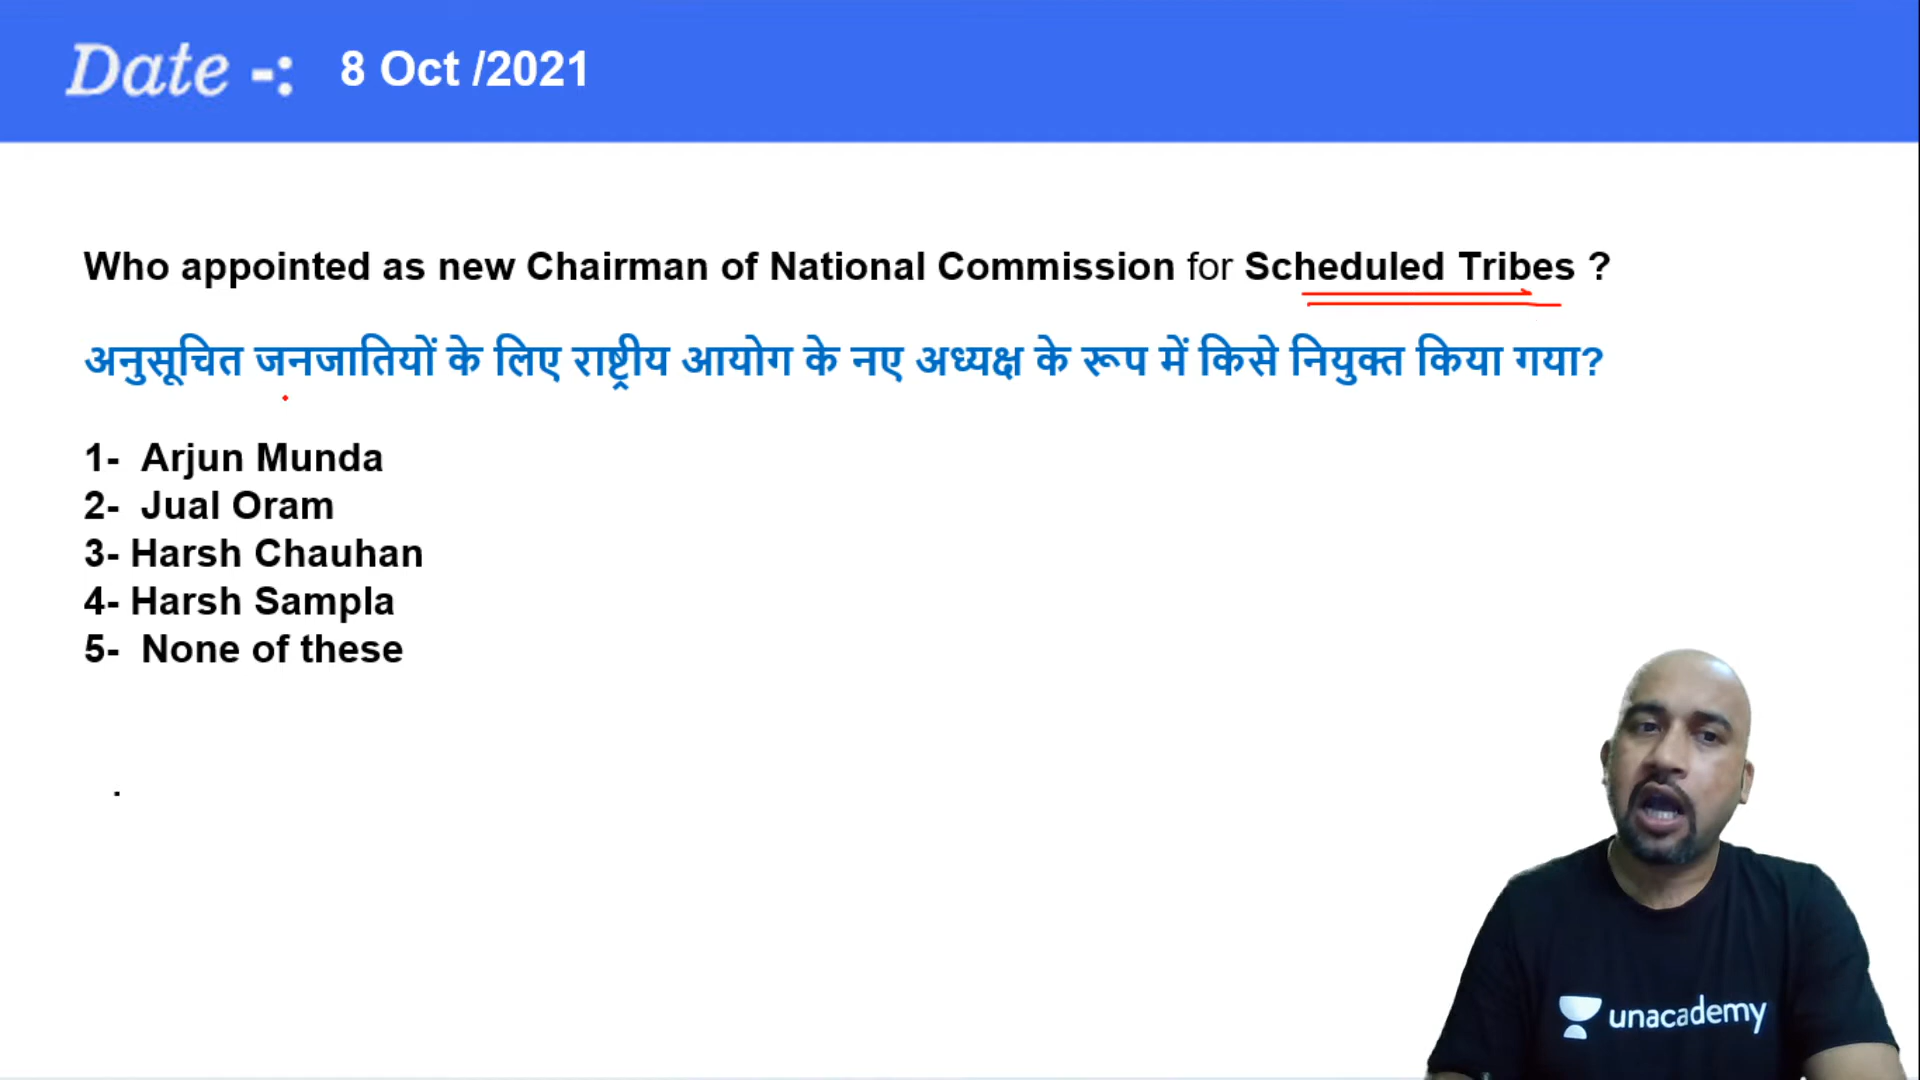 Date -: 8 Oct /2021
Who appointed as new Chairman of National Commission for Scheduled Tribes ?
अनुसूचित जनजातियों के लिए राष्ट्रीय आयोग के नए अध्यक्ष के रूप में किसे नियुक्त किया गया?
1- Arjun Munda
2- Jual Oram
3- Harsh Chauhan
4- Harsh Sampla
5- None of these
.
unacademy